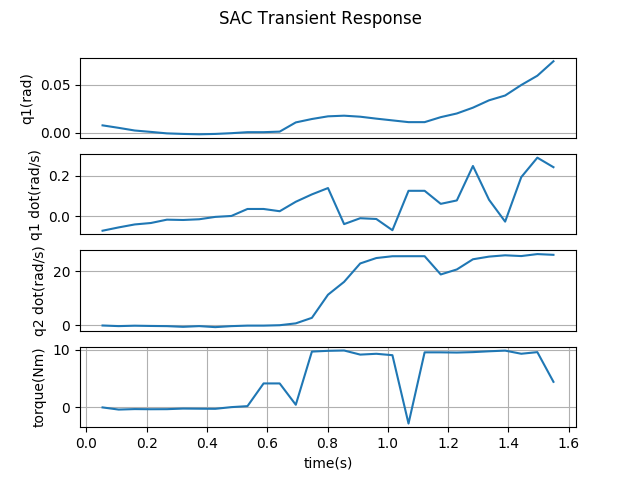 SAC Transient Response
q1(rad)
0.05
0.00
q1 dot(rad/s)
0.2
0.0
q2 dot(rad/s)
20
0
torque(Nm)
10
0
0.0 0.2 0.4 0.6 0.8 1.0 1.2 1.4 1.6
time(s)